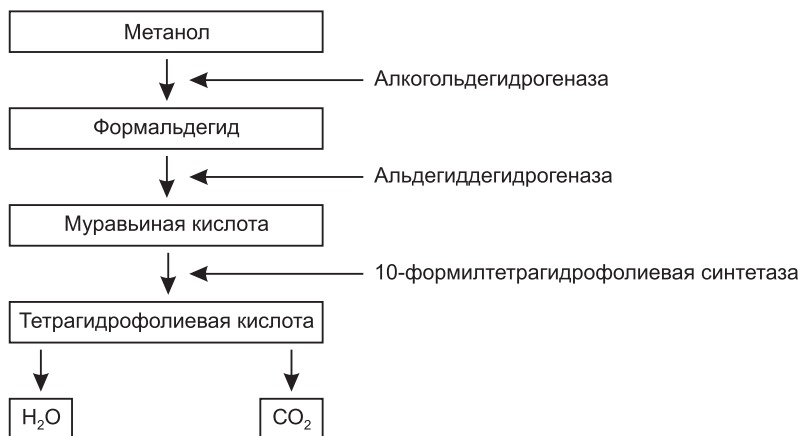 Метанол
Алкогольдегидрогеназа
Формальдегид
Альдегиддегидрогеназа
Муравьиная кислота
10-формилтетрагидрофолиевая синтетаза
Тетрагидрофолиевая кислота
H₂O
CO₂